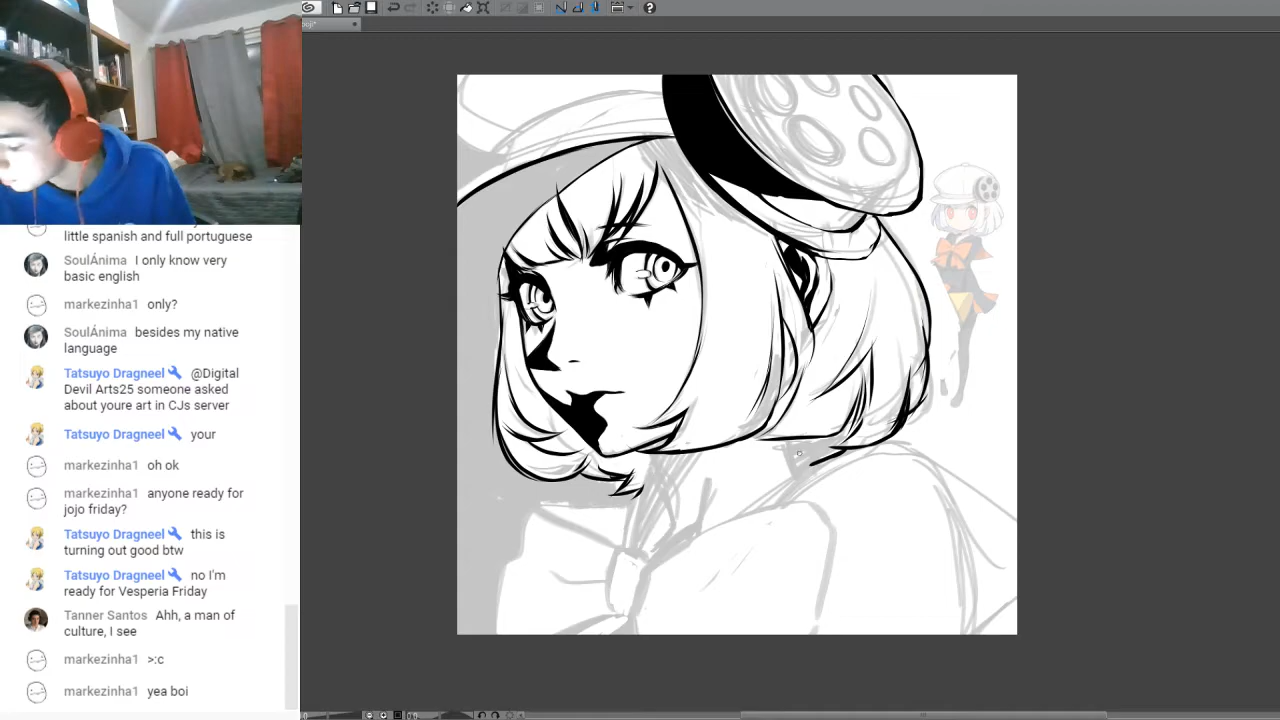 little spanish and full portuguese
SoulÁnima I only know very
basic english
markezinha1 only?
SoulÁnima besides my native
language
Tatsuyo Dragneel @Digital
Devil Arts25 someone asked
about youre art in CJs server
Tatsuyo Dragneel your
markezinha1 oh ok
markezinha1 anyone ready for
jojo friday?
Tatsuyo Dragneel this is
turning out good btw
Tatsuyo Dragneel no I'm
ready for Vesperia Friday
Tanner Santos Ahh, a man of
culture, I see
markezinha1 >:c
markezinha1 yea boi